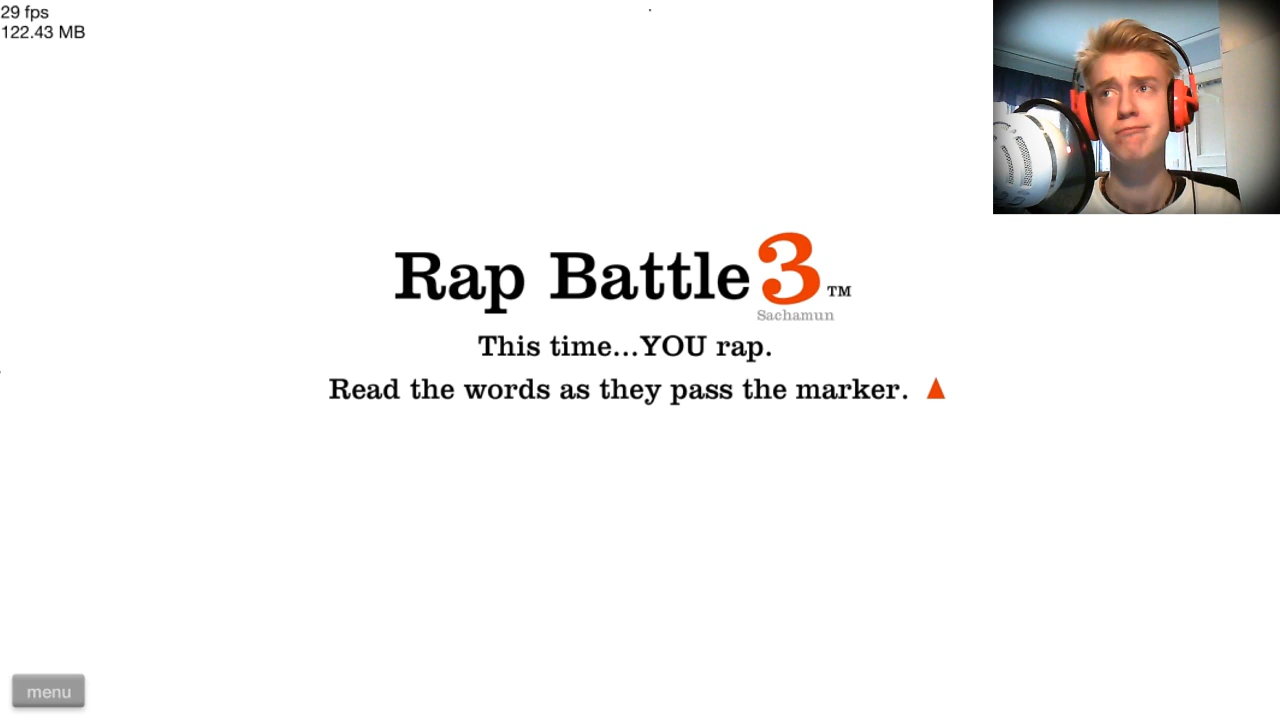 29 fps
122.43 MB
Rap Battle 3 ™
Sachamun
This time...YOU rap.
Read the words as they pass the marker.
menu